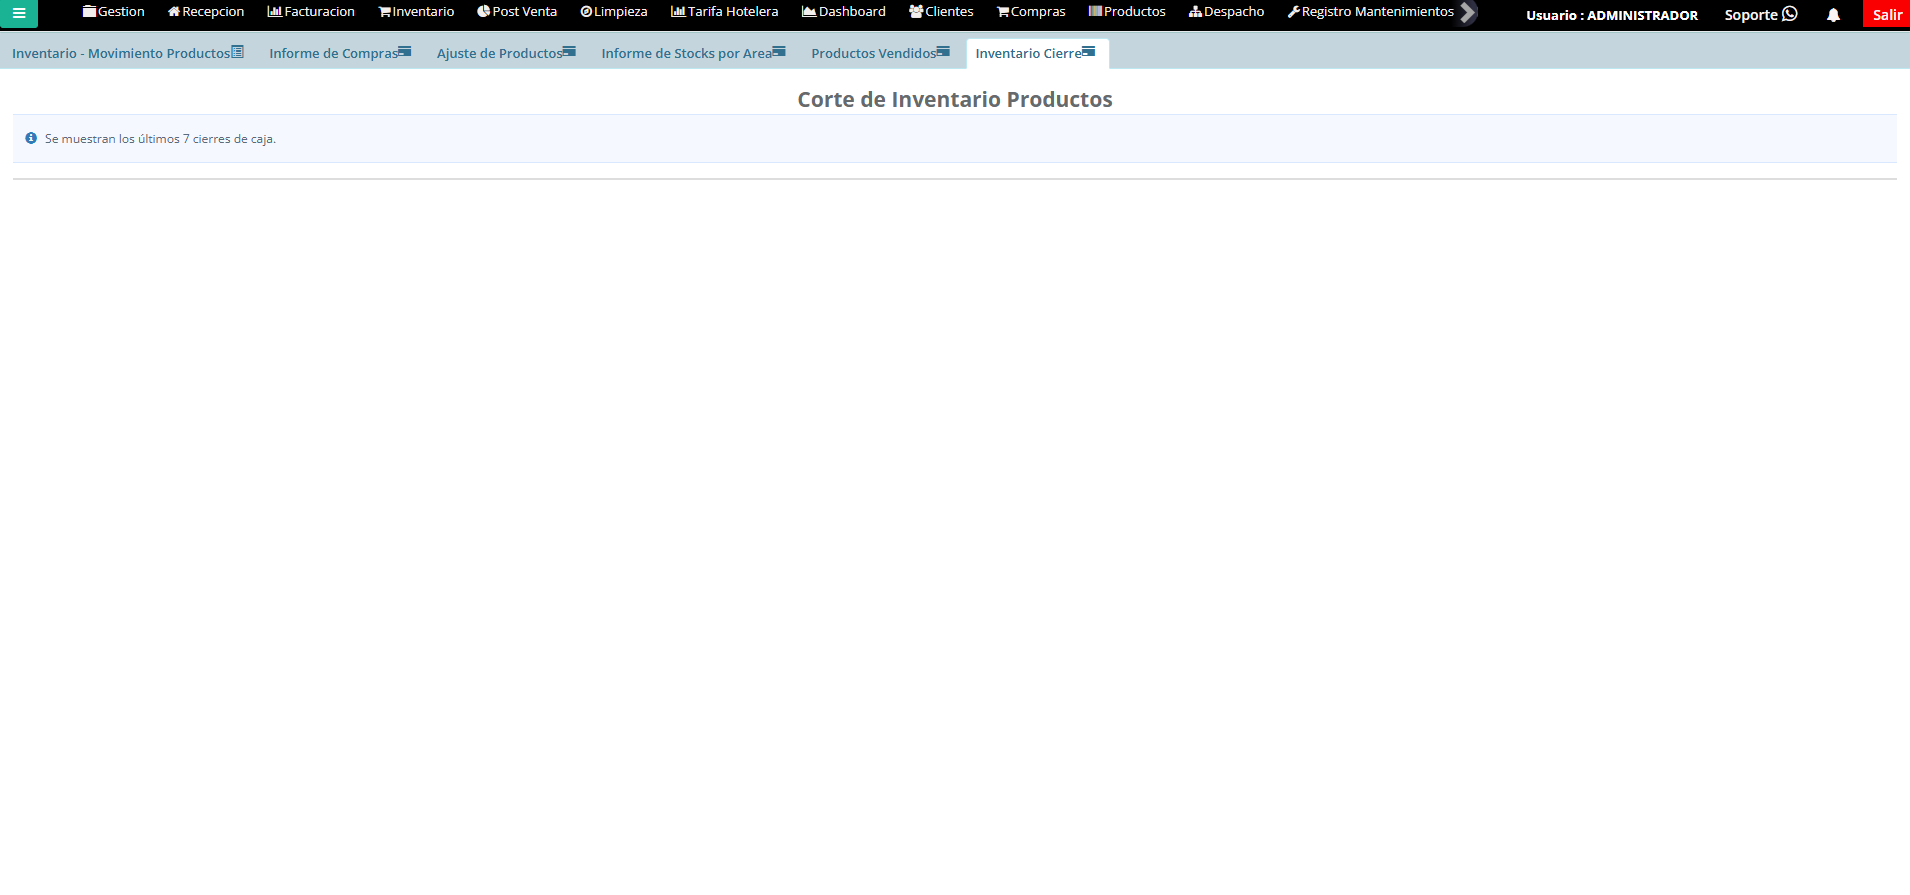 Gestion Recepcion Facturacion Inventario Post Venta Limpieza Tarifa Hotelera Dashboard Clientes Compras Productos Despacho Registro Mantenimientos Usuario : ADMINISTRADOR Soporte Salir
Inventario - Movimiento Productos Informe de Compras Ajuste de Productos Informe de Stocks por Area Productos Vendidos Inventario Cierre
Corte de Inventario Productos
Se muestran los últimos 7 cierres de caja.